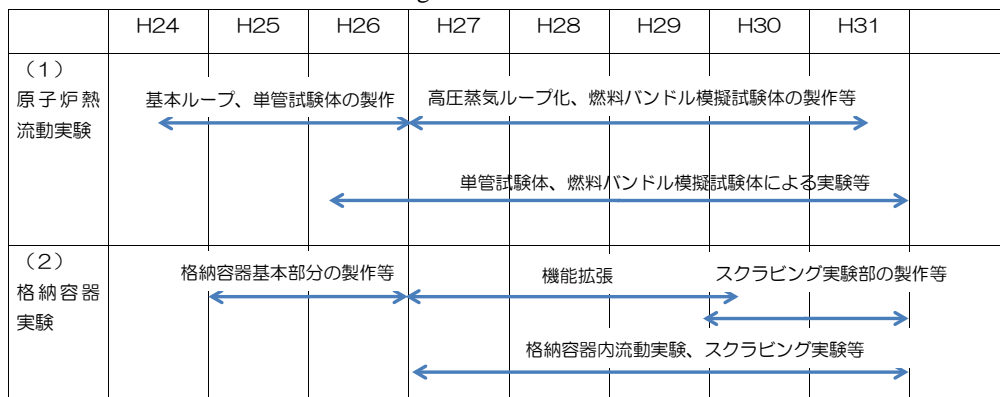 H24 H25 H26 H27 H28 H29 H30 H31
（1）
原子炉熱
流動実験
基本ループ、単管試験体の製作
高圧蒸気ループ化、燃料バンドル模擬試験体の製作等
単管試験体、燃料バンドル模擬試験体による実験等
（2）
格納容器
実験
格納容器基本部分の製作等
機能拡張
スクラビング実験部の製作等
格納容器内流動実験、スクラビング実験等